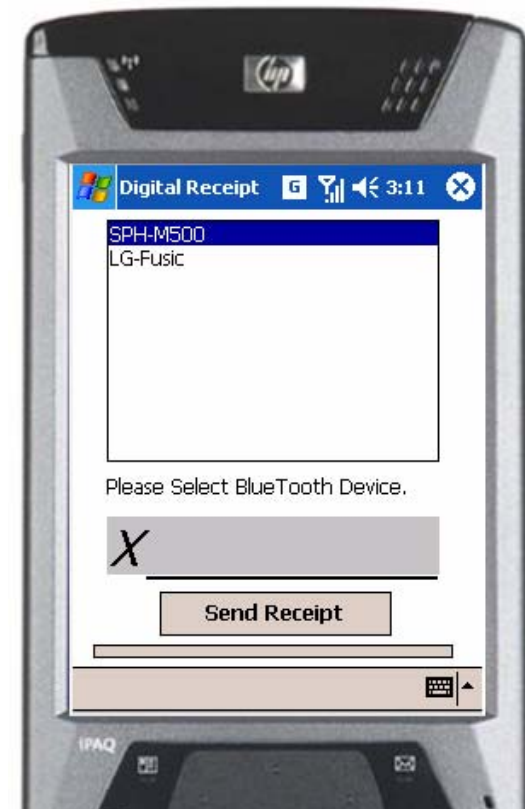 hp
Digital Receipt G 3:11
SPH-M500
LG-Fusic
Please Select BlueTooth Device.
X
Send Receipt
iPAQ